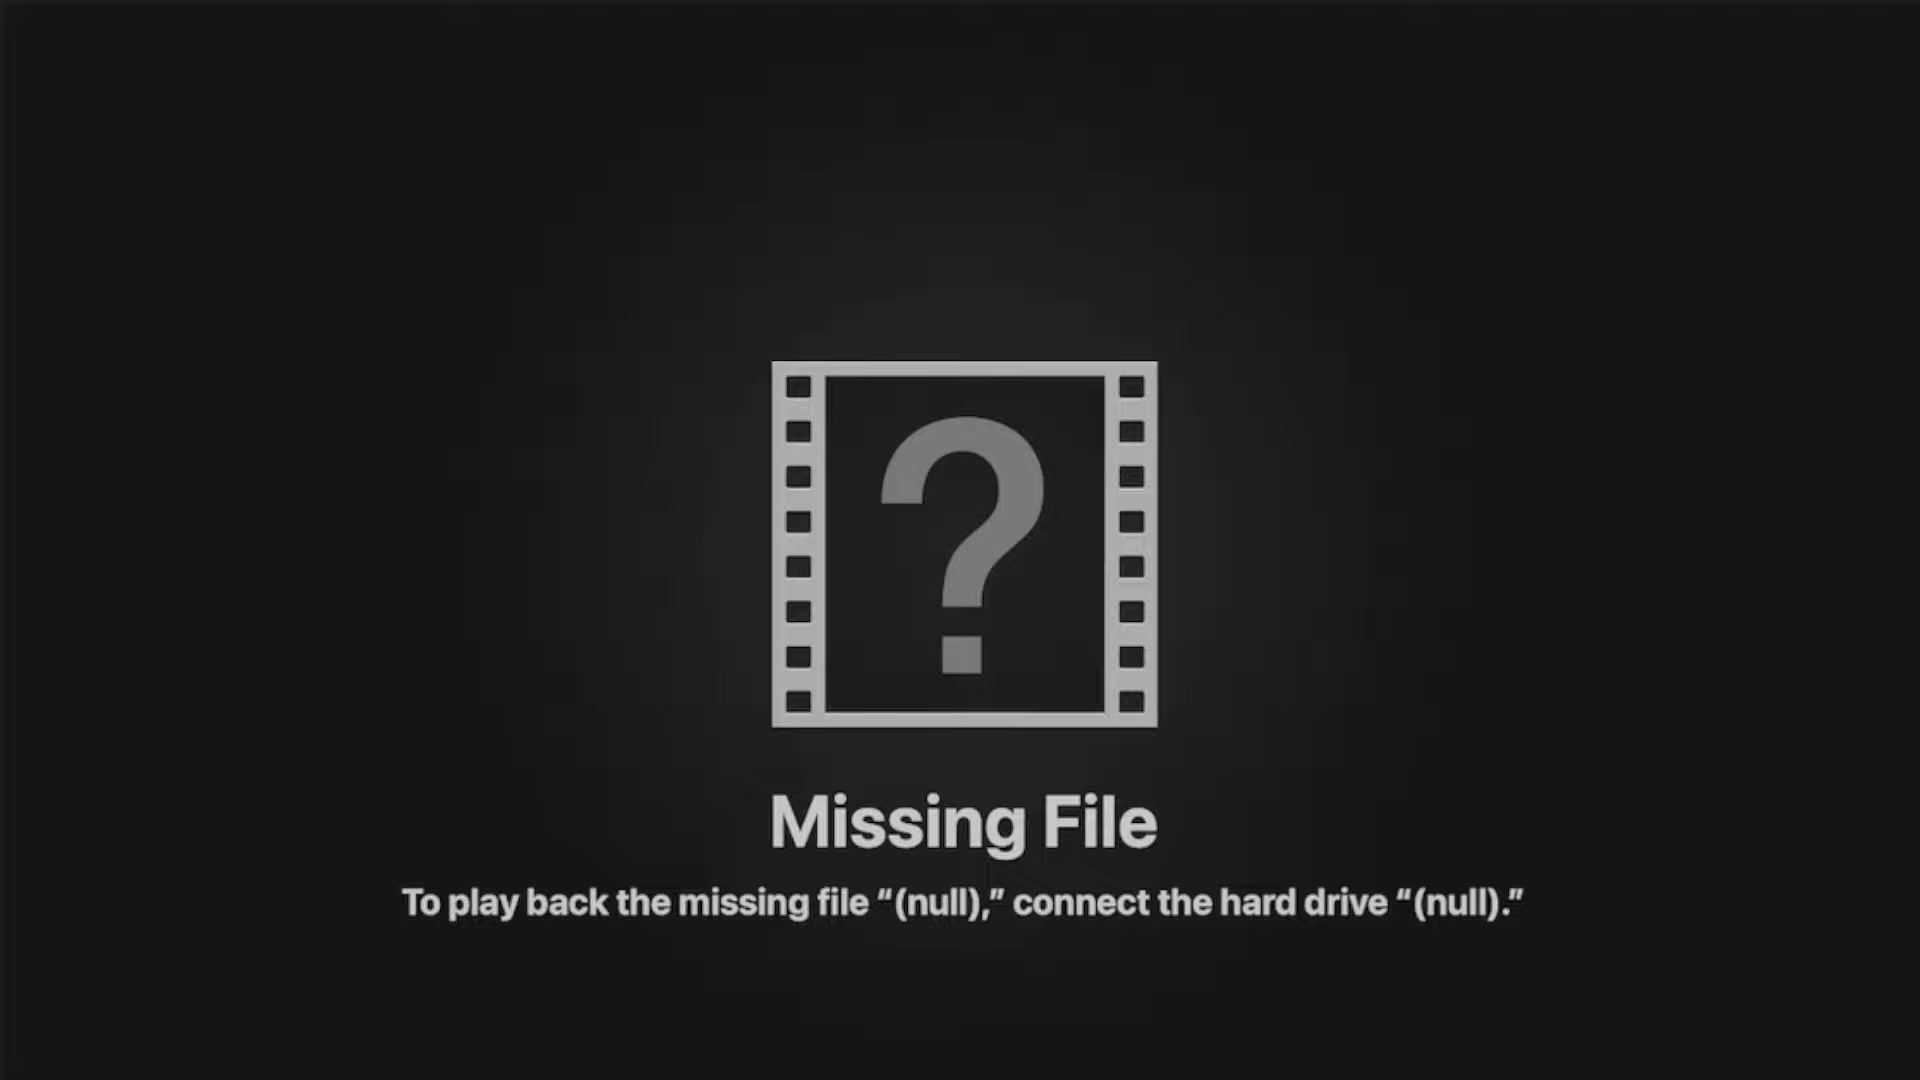 ?
Missing File
To play back the missing file “(null),” connect the hard drive “(null).”